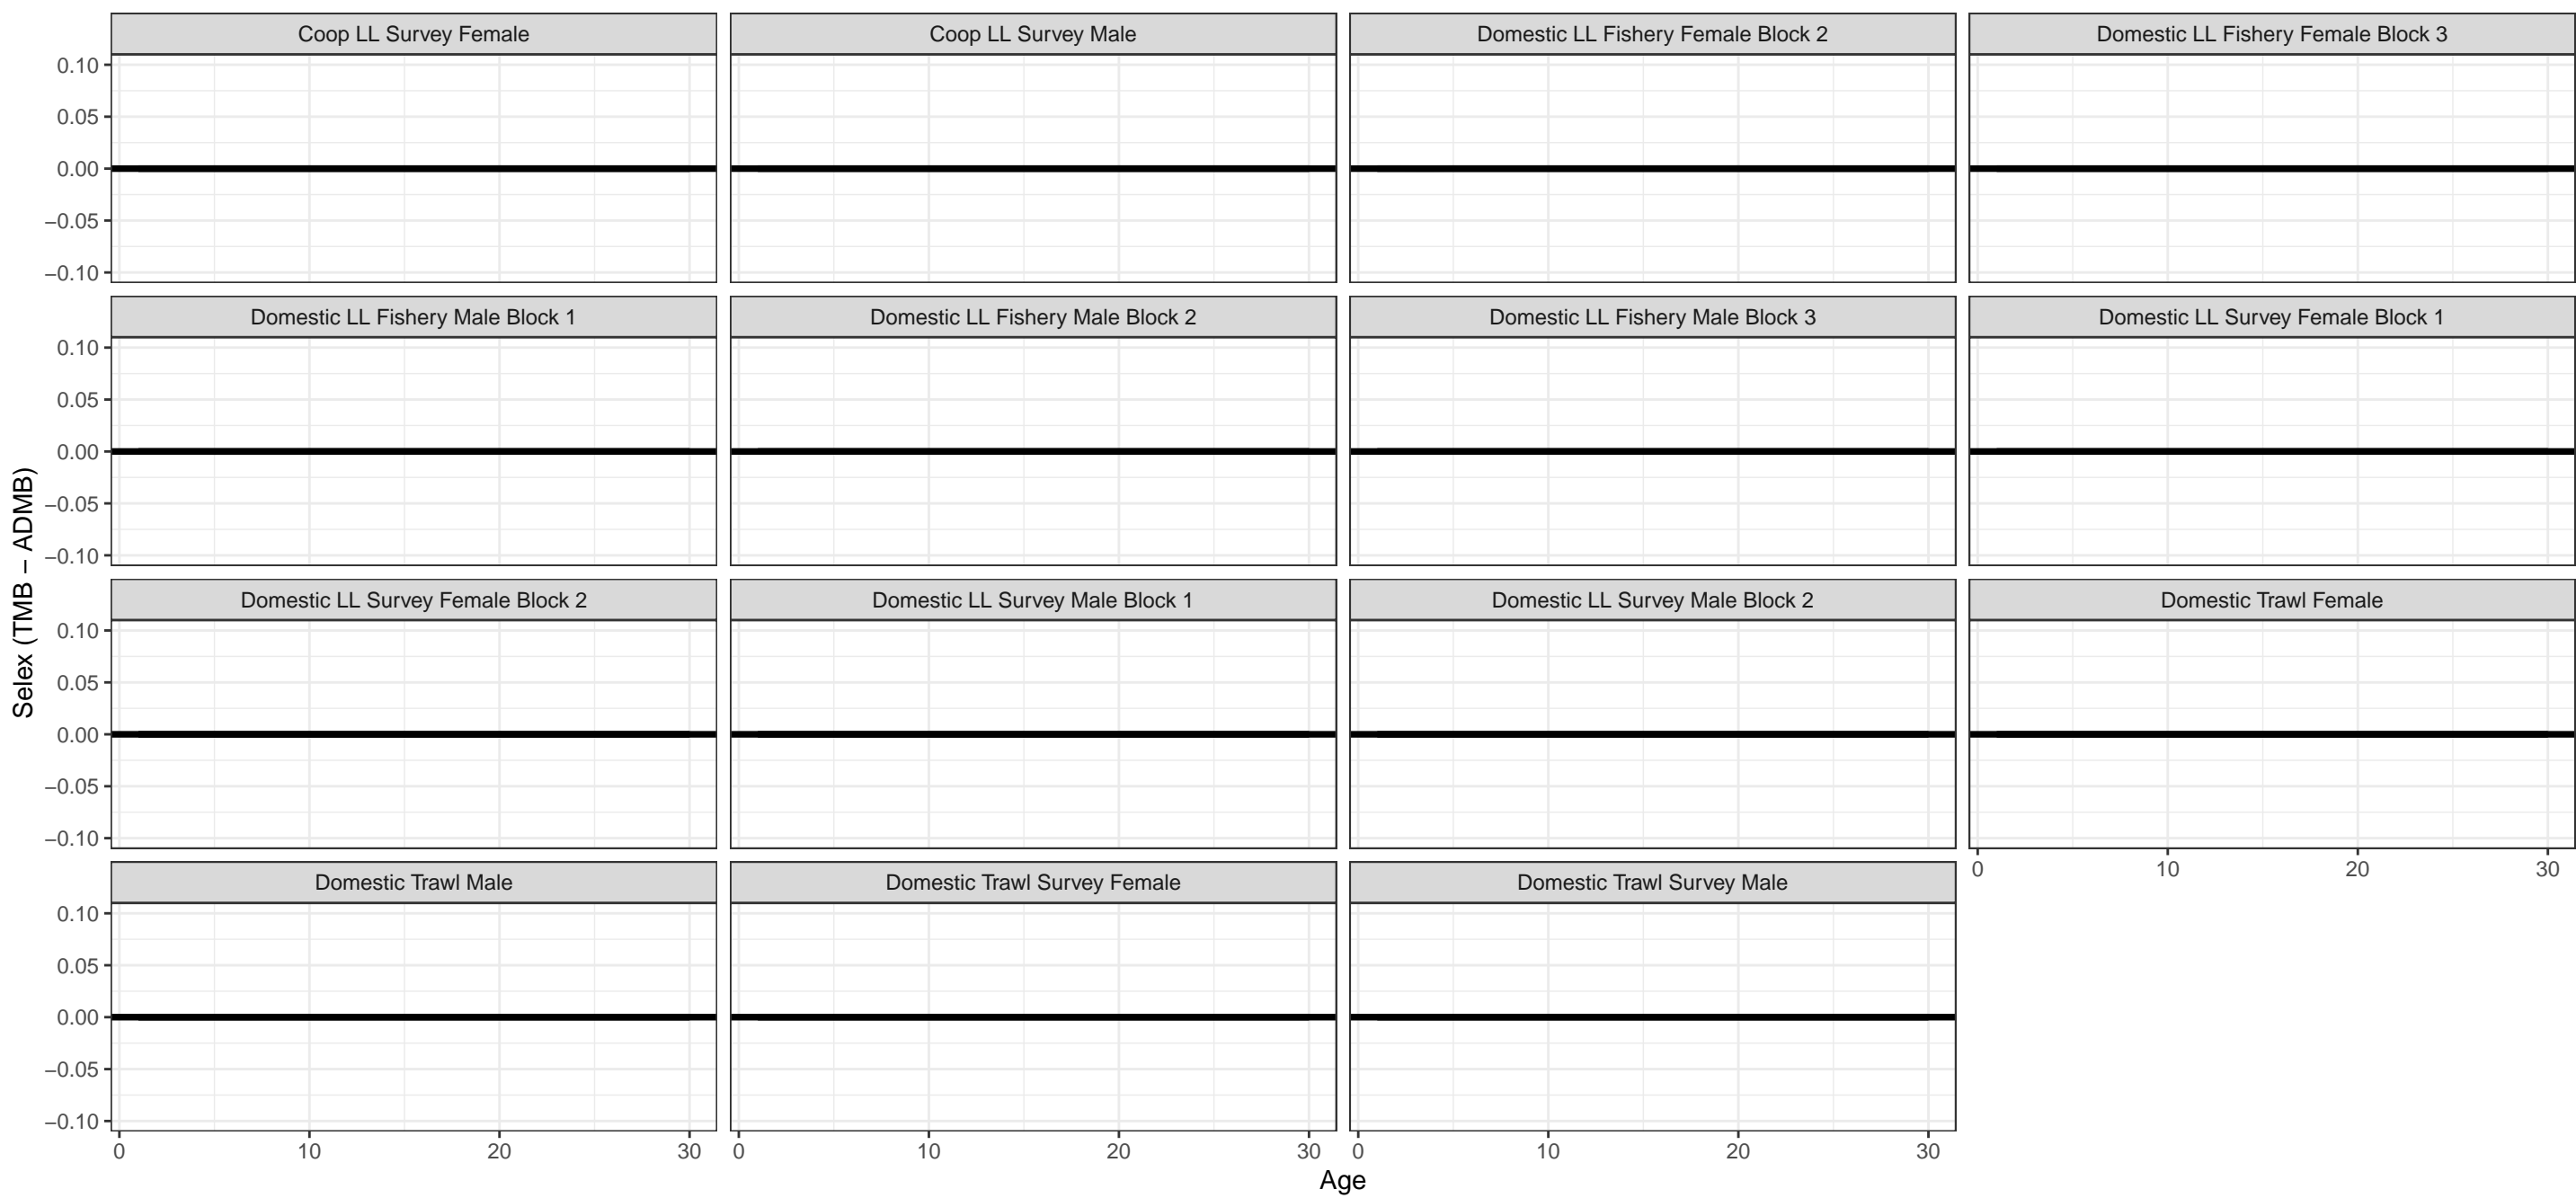 Coop LL Survey Female
Coop LL Survey Male
Domestic LL Fishery Female Block 2
Domestic LL Fishery Female Block 3
0.10
0.05
0.00
−0.05
−0.10
Domestic LL Fishery Male Block 1
Domestic LL Fishery Male Block 2
Domestic LL Fishery Male Block 3
Domestic LL Survey Female Block 1
0.10
0.05
0.00
−0.05
−0.10
Selex (TMB − ADMB)
Domestic LL Survey Female Block 2
Domestic LL Survey Male Block 1
Domestic LL Survey Male Block 2
Domestic Trawl Female
0.10
0.05
0.00
−0.05
−0.10
0 10 20 30
Domestic Trawl Male
Domestic Trawl Survey Female
Domestic Trawl Survey Male
0.10
0.05
0.00
−0.05
−0.10
0 10 20 30
0 10 20 30
0 10 20 30
Age